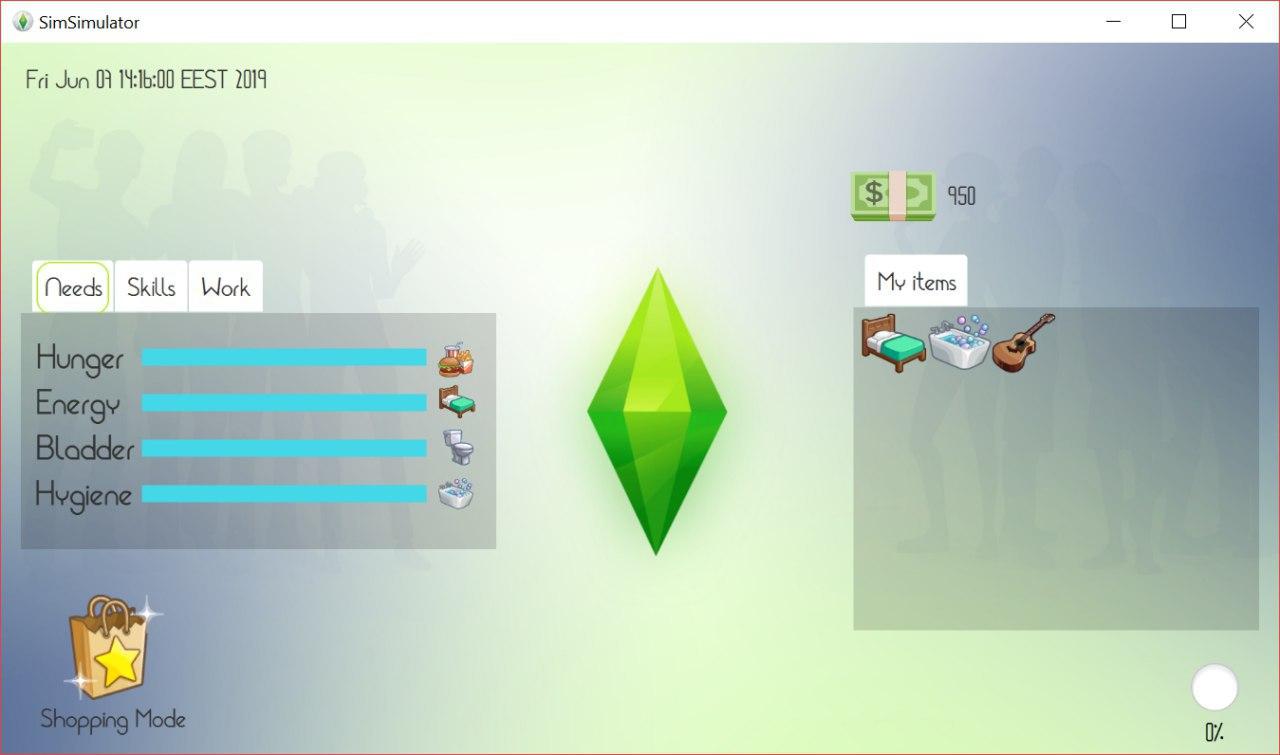 SimSimulator
Fri Jun 07 14:16:00 EEST 2019
$ 950
Needs Skills Work
My items
Hunger
Energy
Bladder
Hygiene
Shopping Mode
0%